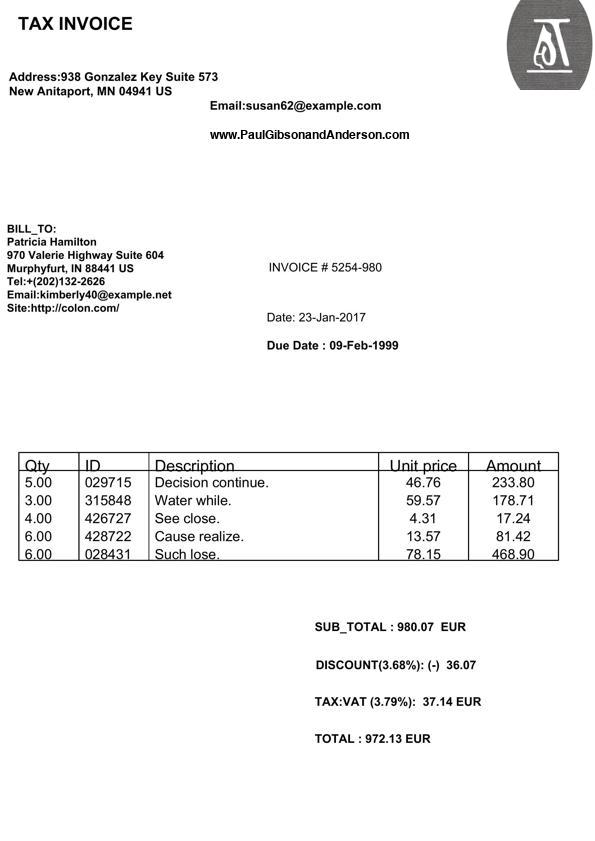 TAX INVOICE
Address:938 Gonzalez Key Suite 573
New Anitaport, MN 04941 US
Email:susan62@example.com
www.PaulGibsonandAnderson.com
BILL_TO:
Patricia Hamilton
970 Valerie Highway Suite 604
Murphyfurt, IN 88441 US
Tel:+(202)132-2626
Email:kimberly40@example.net
Site:http://colon.com/
INVOICE # 5254-980
Date: 23-Jan-2017
Due Date : 09-Feb-1999
Qty ID Description Unit price Amount
5.00 029715 Decision continue. 46.76 233.80
3.00 315848 Water while. 59.57 178.71
4.00 426727 See close. 4.31 17.24
6.00 428722 Cause realize. 13.57 81.42
6.00 028431 Such lose. 78.15 468.90
SUB_TOTAL : 980.07 EUR
DISCOUNT(3.68%): (-) 36.07
TAX:VAT (3.79%): 37.14 EUR
TOTAL : 972.13 EUR